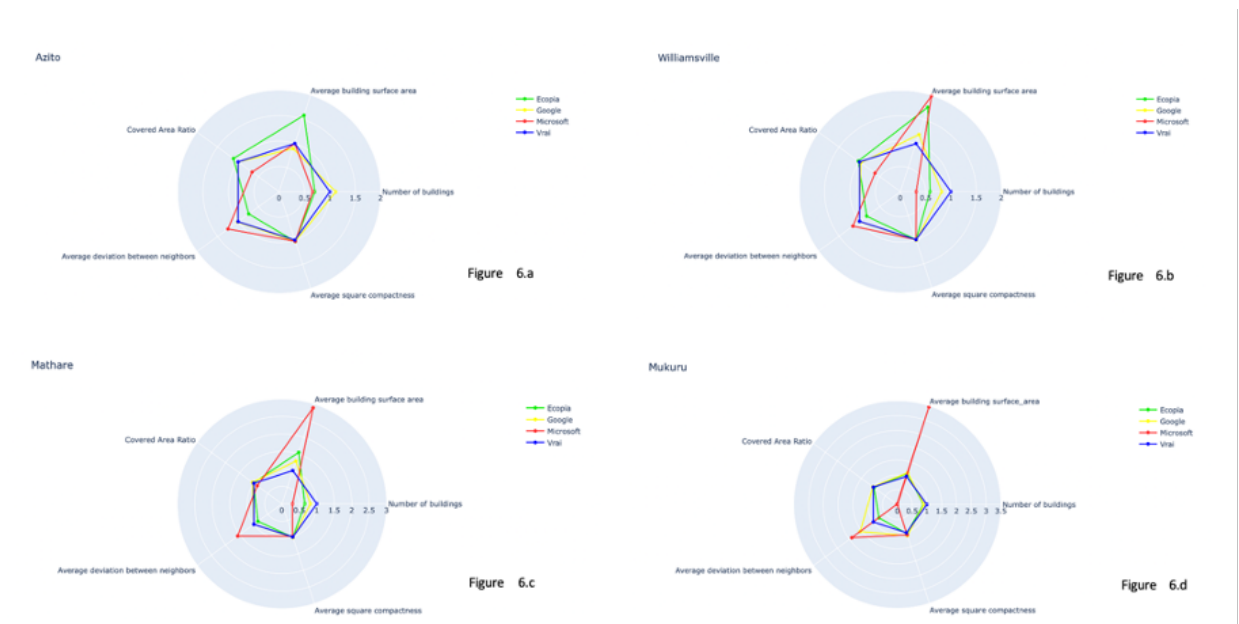 Azito
Average building surface area
Ecopia
Google
Microsoft
Vrai
Covered Area Ratio
Number of buildings
0 0.5 1 1.5 2
Average deviation between neighbors
Average square compactness
Figure 6.a
Williamsville
Average building surface area
Ecopia
Google
Microsoft
Vrai
Covered Area Ratio
Number of buildings
0 0.5 1 1.5 2
Average deviation between neighbors
Average square compactness
Figure 6.b
Mathare
Average building surface area
Ecopia
Google
Microsoft
Vrai
Covered Area Ratio
Number of buildings
0 0.5 1 1.5 2 2.5 3
Average deviation between neighbors
Average square compactness
Figure 6.c
Mukuru
Average building surface_area
Ecopia
Google
Microsoft
Vrai
Covered Area Ratio
Number of buildings
0 0.5 1 1.5 2 2.5 3 3.5
Average deviation between neighbors
Average square compactness
Figure 6.d